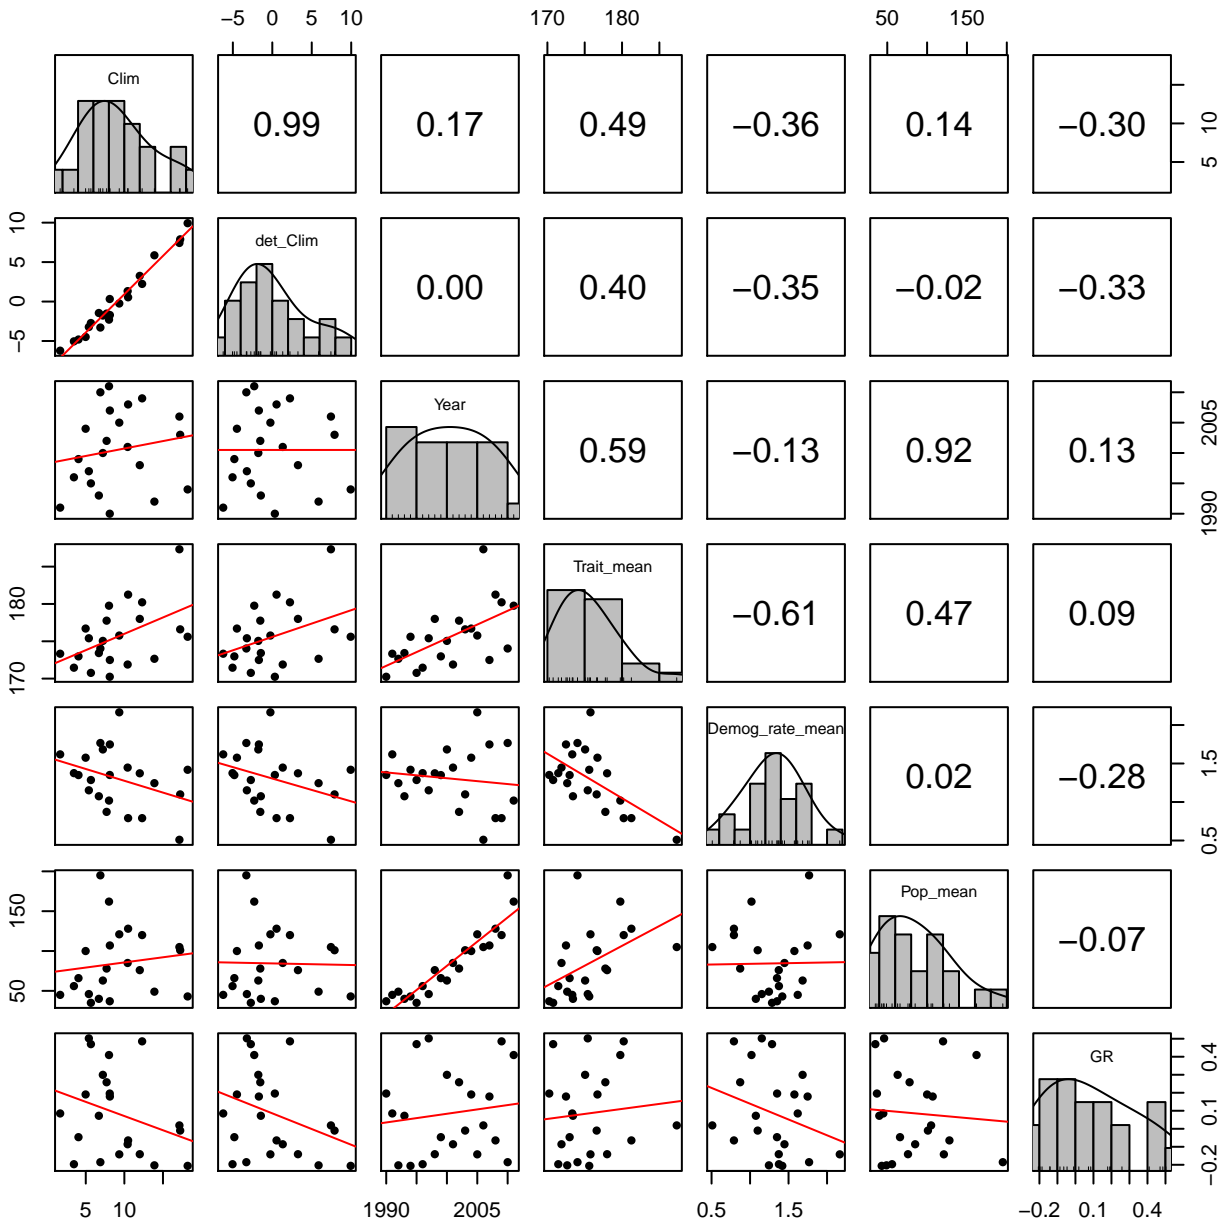 −5 0 5 10 170 180 50 150
Clim 0.99 0.17 0.49 −0.36 0.14 −0.30 5 10
−5 0 5 10 det_Clim 0.00 0.40 −0.35 −0.02 −0.33
Year 0.59 −0.13 0.92 0.13 1990 2005
170 180 Trait_mean −0.61 0.47 0.09
Demog_rate_mean 0.02 −0.28 0.5 1.5
50 150 Pop_mean −0.07
GR −0.2 0.1 0.4
5 10 1990 2005 0.5 1.5 −0.2 0.1 0.4